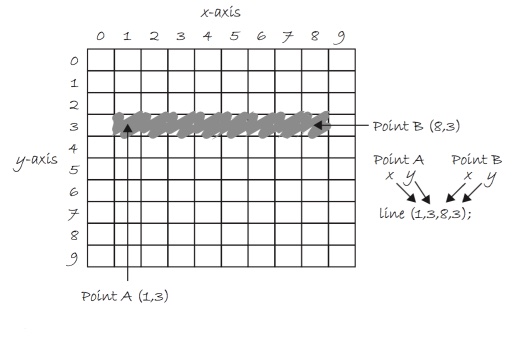 x-axis
0 1 2 3 4 5 6 7 8 9
0
1
2
3
4
5
6
7
8
9
y-axis
Point B (8,3)
Point A Point B
x y x y
line (1,3,8,3);
Point A (1,3)